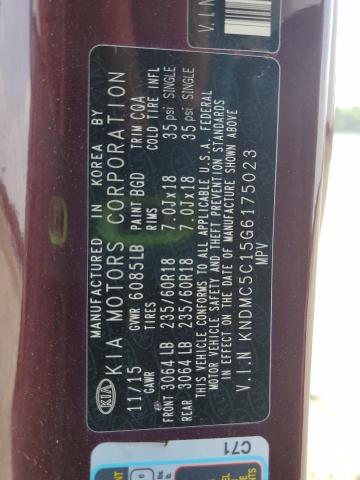 MANUFACTURED IN KOREA BY
KIA KIA MOTORS CORPORATION
11/15 GVWR 6085LB PAINT BGD TRIM CQA
GAWR TIRES RIMS COLD TIRE INFL
FRONT 3064 LB 235/60R18 7.0Jx18 35 psi SINGLE
REAR 3064 LB 235/60R18 7.0Jx18 35 psi SINGLE
THIS VEHICLE CONFORMS TO ALL APPLICABLE U.S.A. FEDERAL
MOTOR VEHICLE SAFETY AND THEFT PREVENTION STANDARDS
IN EFFECT ON THE DATE OF MANUFACTURE SHOWN ABOVE
V.I.N KNDMC5C15G6175023
MPV
C71
V.I.N